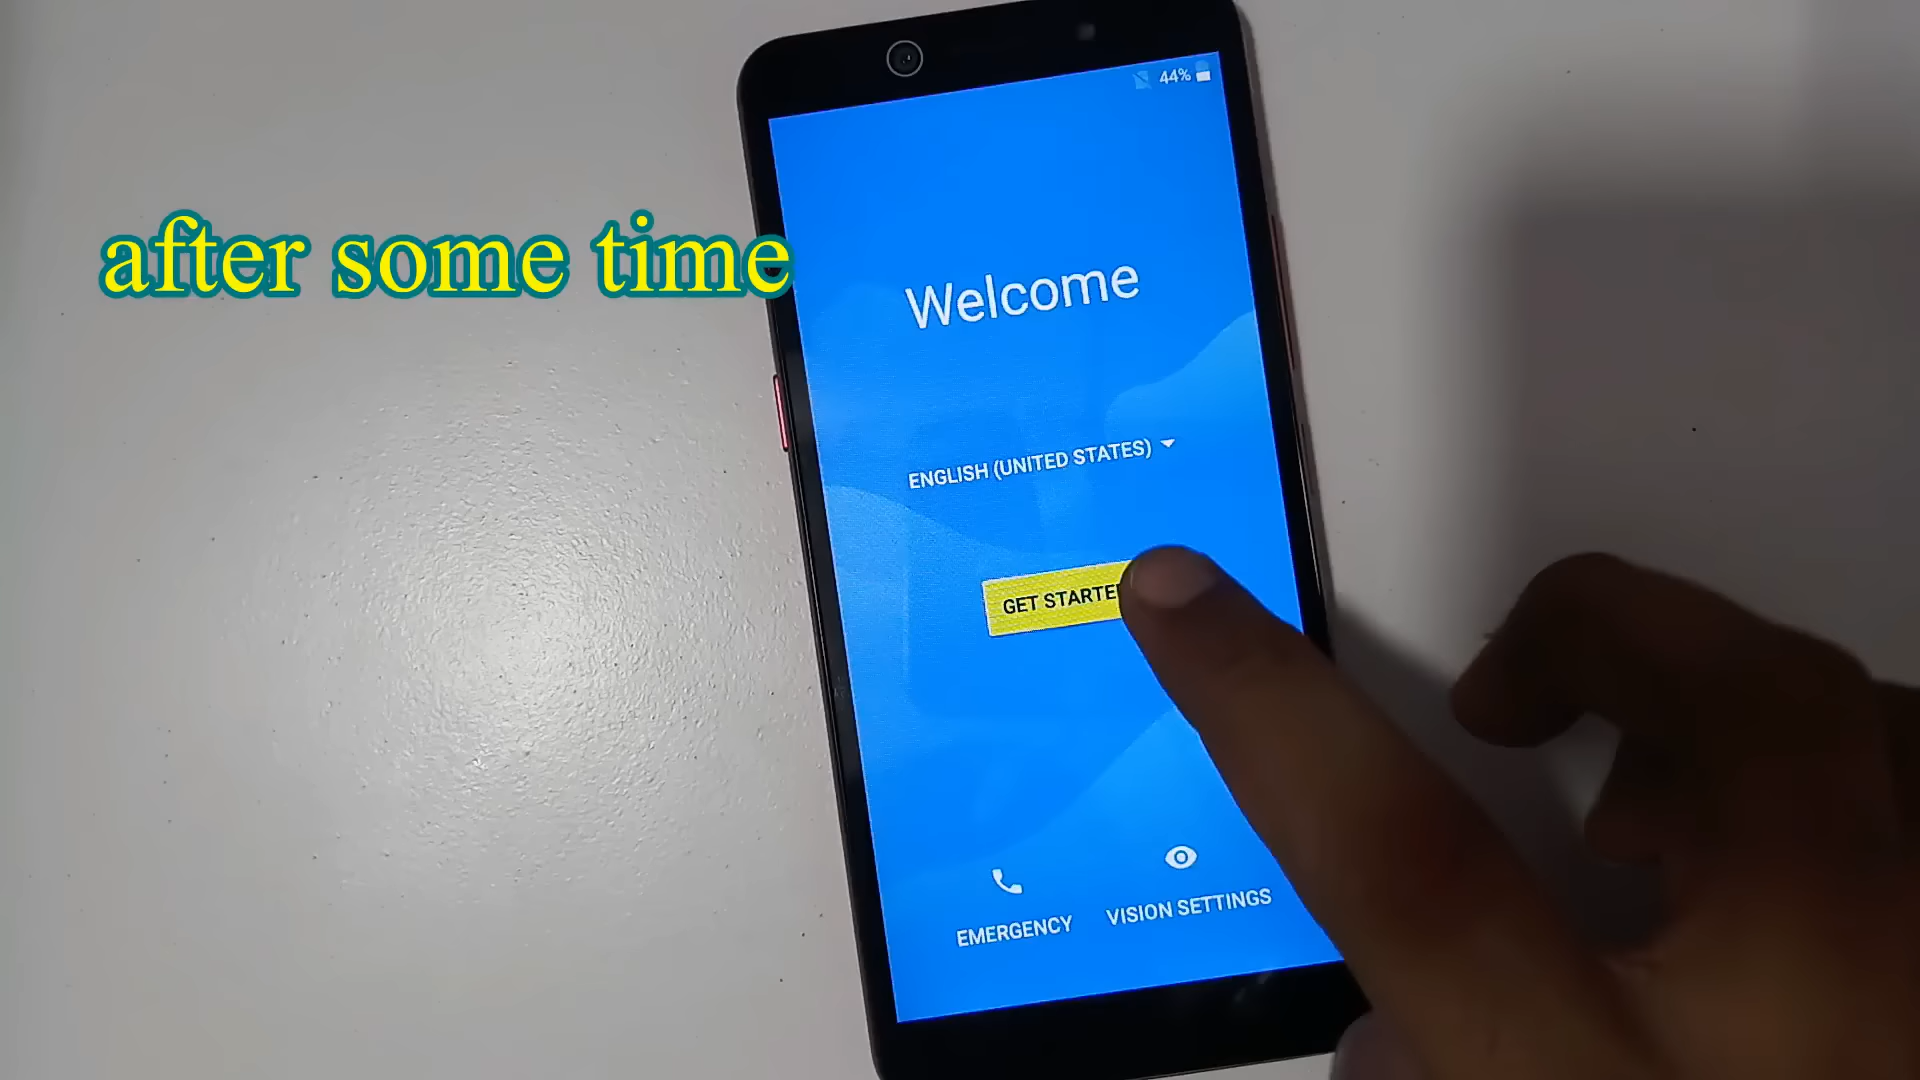 44%
after some time
Welcome
ENGLISH (UNITED STATES)
GET STARTE
EMERGENCY
VISION SETTINGS